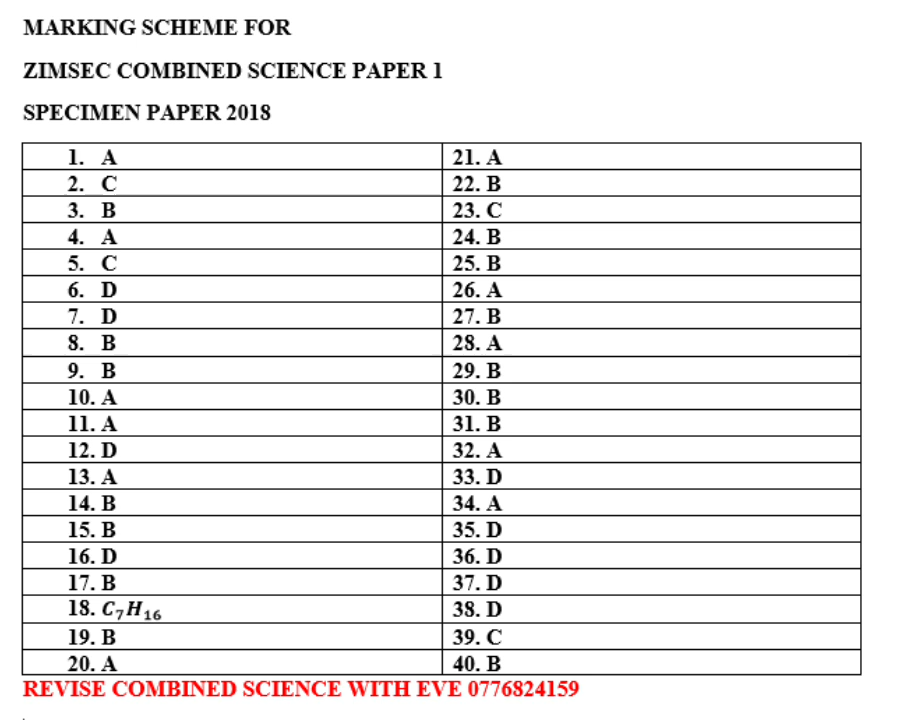 MARKING SCHEME FOR
ZIMSEC COMBINED SCIENCE PAPER 1
SPECIMEN PAPER 2018
1. A
2. C
3. B
4. A
5. C
6. D
7. D
8. B
9. B
10. A
11. A
12. D
13. A
14. B
15. B
16. D
17. B
18. C₇H₁₆
19. B
20. A
21. A
22. B
23. C
24. B
25. B
26. A
27. B
28. A
29. B
30. B
31. B
32. A
33. D
34. A
35. D
36. D
37. D
38. D
39. C
40. B
REVISE COMBINED SCIENCE WITH EVE 0776824159